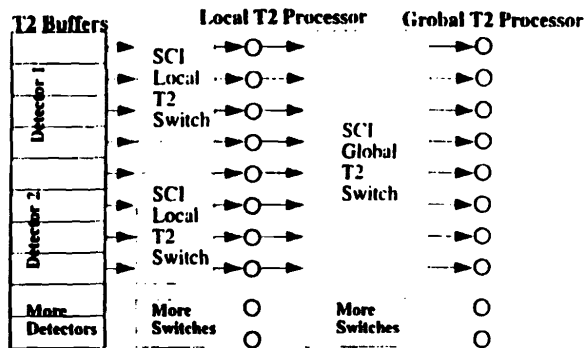 T2 Buffers
Local T2 Processor
Grobal T2 Processor
Detector 1
SCI
Local
T2
Switch
SCI
Global
T2
Switch
Detector 2
SCI
Local
T2
Switch
More
Detectors
More
Switches
More
Switches